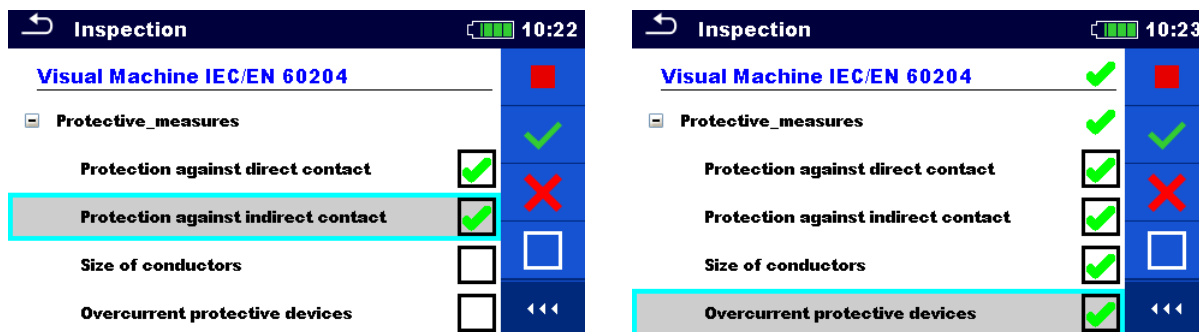 Inspection 10:22
Visual Machine IEC/EN 60204
Protective_measures
Protection against direct contact
Protection against indirect contact
Size of conductors
Overcurrent protective devices
Inspection 10:23
Visual Machine IEC/EN 60204
Protective_measures
Protection against direct contact
Protection against indirect contact
Size of conductors
Overcurrent protective devices